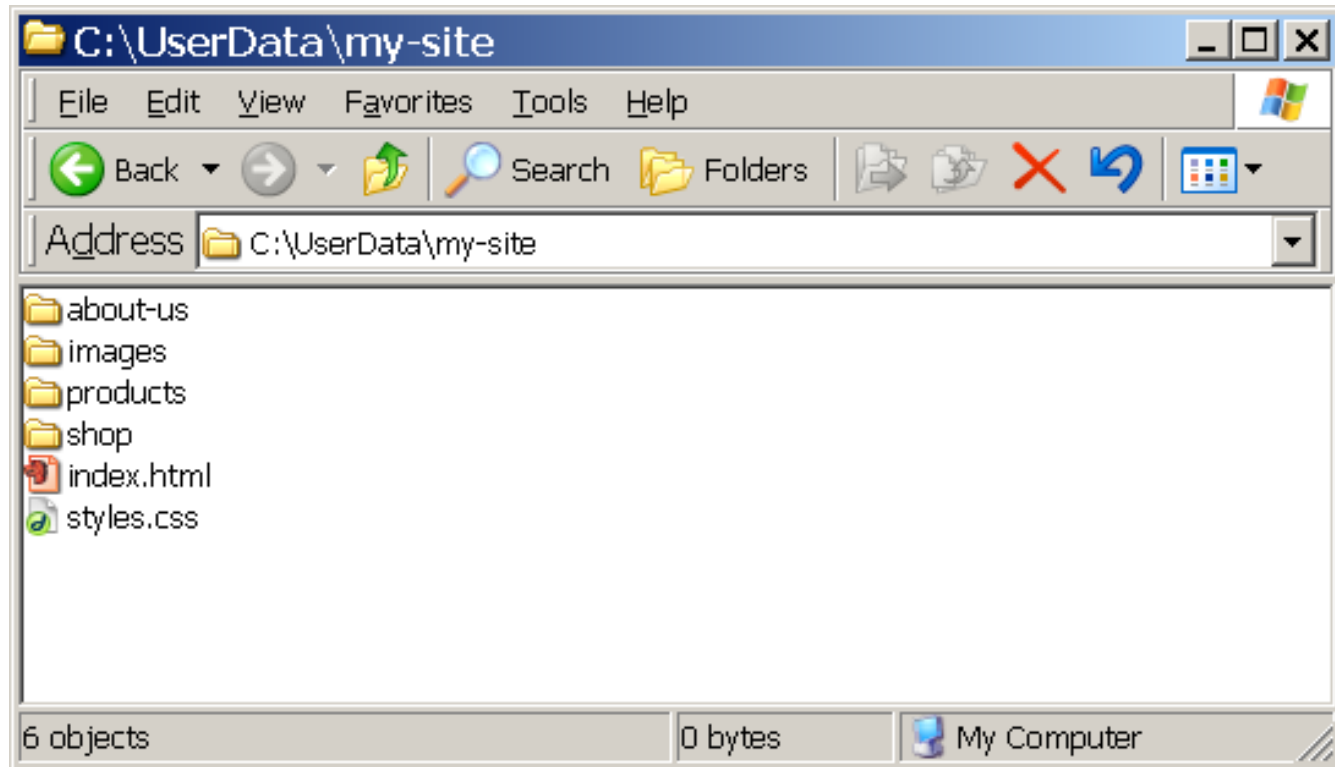 C:\UserData\my-site
File Edit View Favorites Tools Help
Back Search Folders
Address C:\UserData\my-site
about-us
images
products
shop
index.html
styles.css
6 objects 0 bytes My Computer